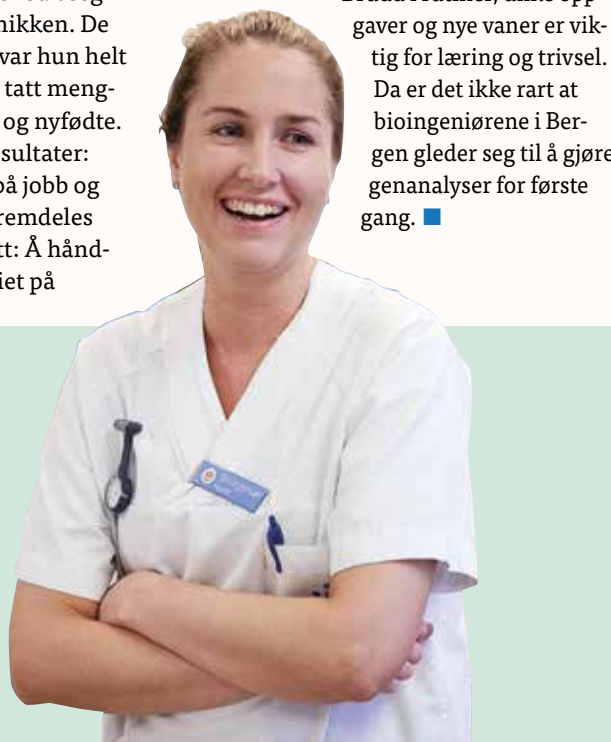 nikken. De
var hun helt
tatt meng-
og nyfødte.
sultater:
på jobb og
remdeles
tt: Å hånd-
iet på
gaver og nye vaner er vik-
tig for læring og trivsel.
Da er det ikke rart at
bioingeniørene i Ber-
gen gleder seg til å gjøre
genanalyser for første
gang.